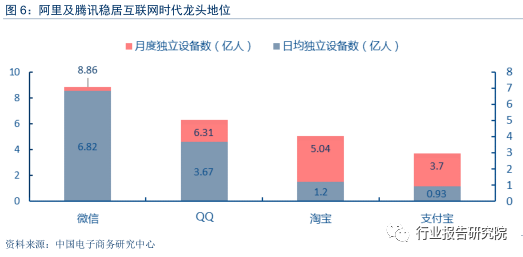 图 6：阿里及腾讯稳居互联网时代龙头地位
月度独立设备数（亿人） 日均独立设备数（亿人）
10 8.86 8
8 7
6 6.31 6
5.04 5
4 6.82 3.67 3.7 4
3
2 2
1.2 0.93 1
0 0
微信 QQ 淘宝 支付宝
行业报告研究院
资料来源：中国电子商务研究中心